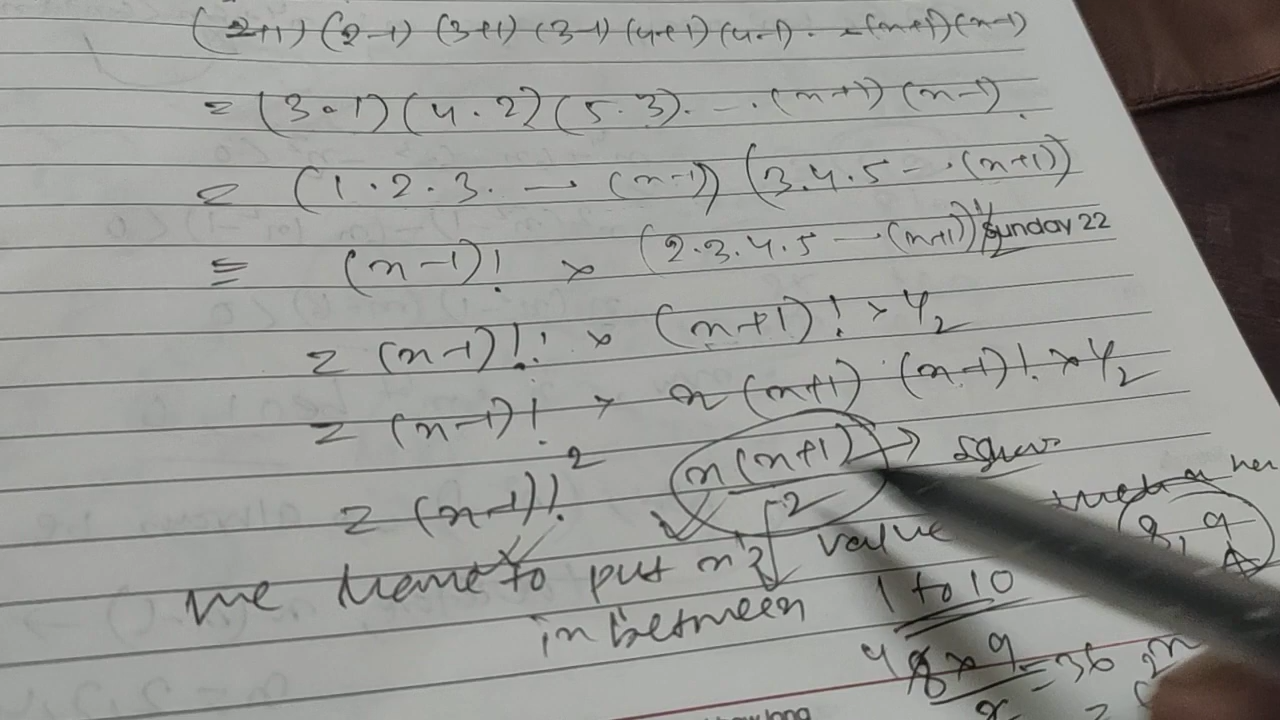 (2+1) (2-1) (3+1) (3-1) (4+1) (4-1) . - (n+1) (n-1)
= (3.1) (4.2) (5.3). -.. (n+1) (n-1)
= (1.2.3. - (n-1)) (3.4.5 -. (n+1))
= (n-1)! × (2.3.4.5 -. (n+1)) 1/2
Sunday 22
= (n-1)! × (n+1)! × 1/2
= (n-1)! × n (n+1) (n-1)! × 1/2
= (n-1)!² n(n+1)/2 →
8, 9
we have to put n's value
in between 1 to 10
4 8×9/2 = 36